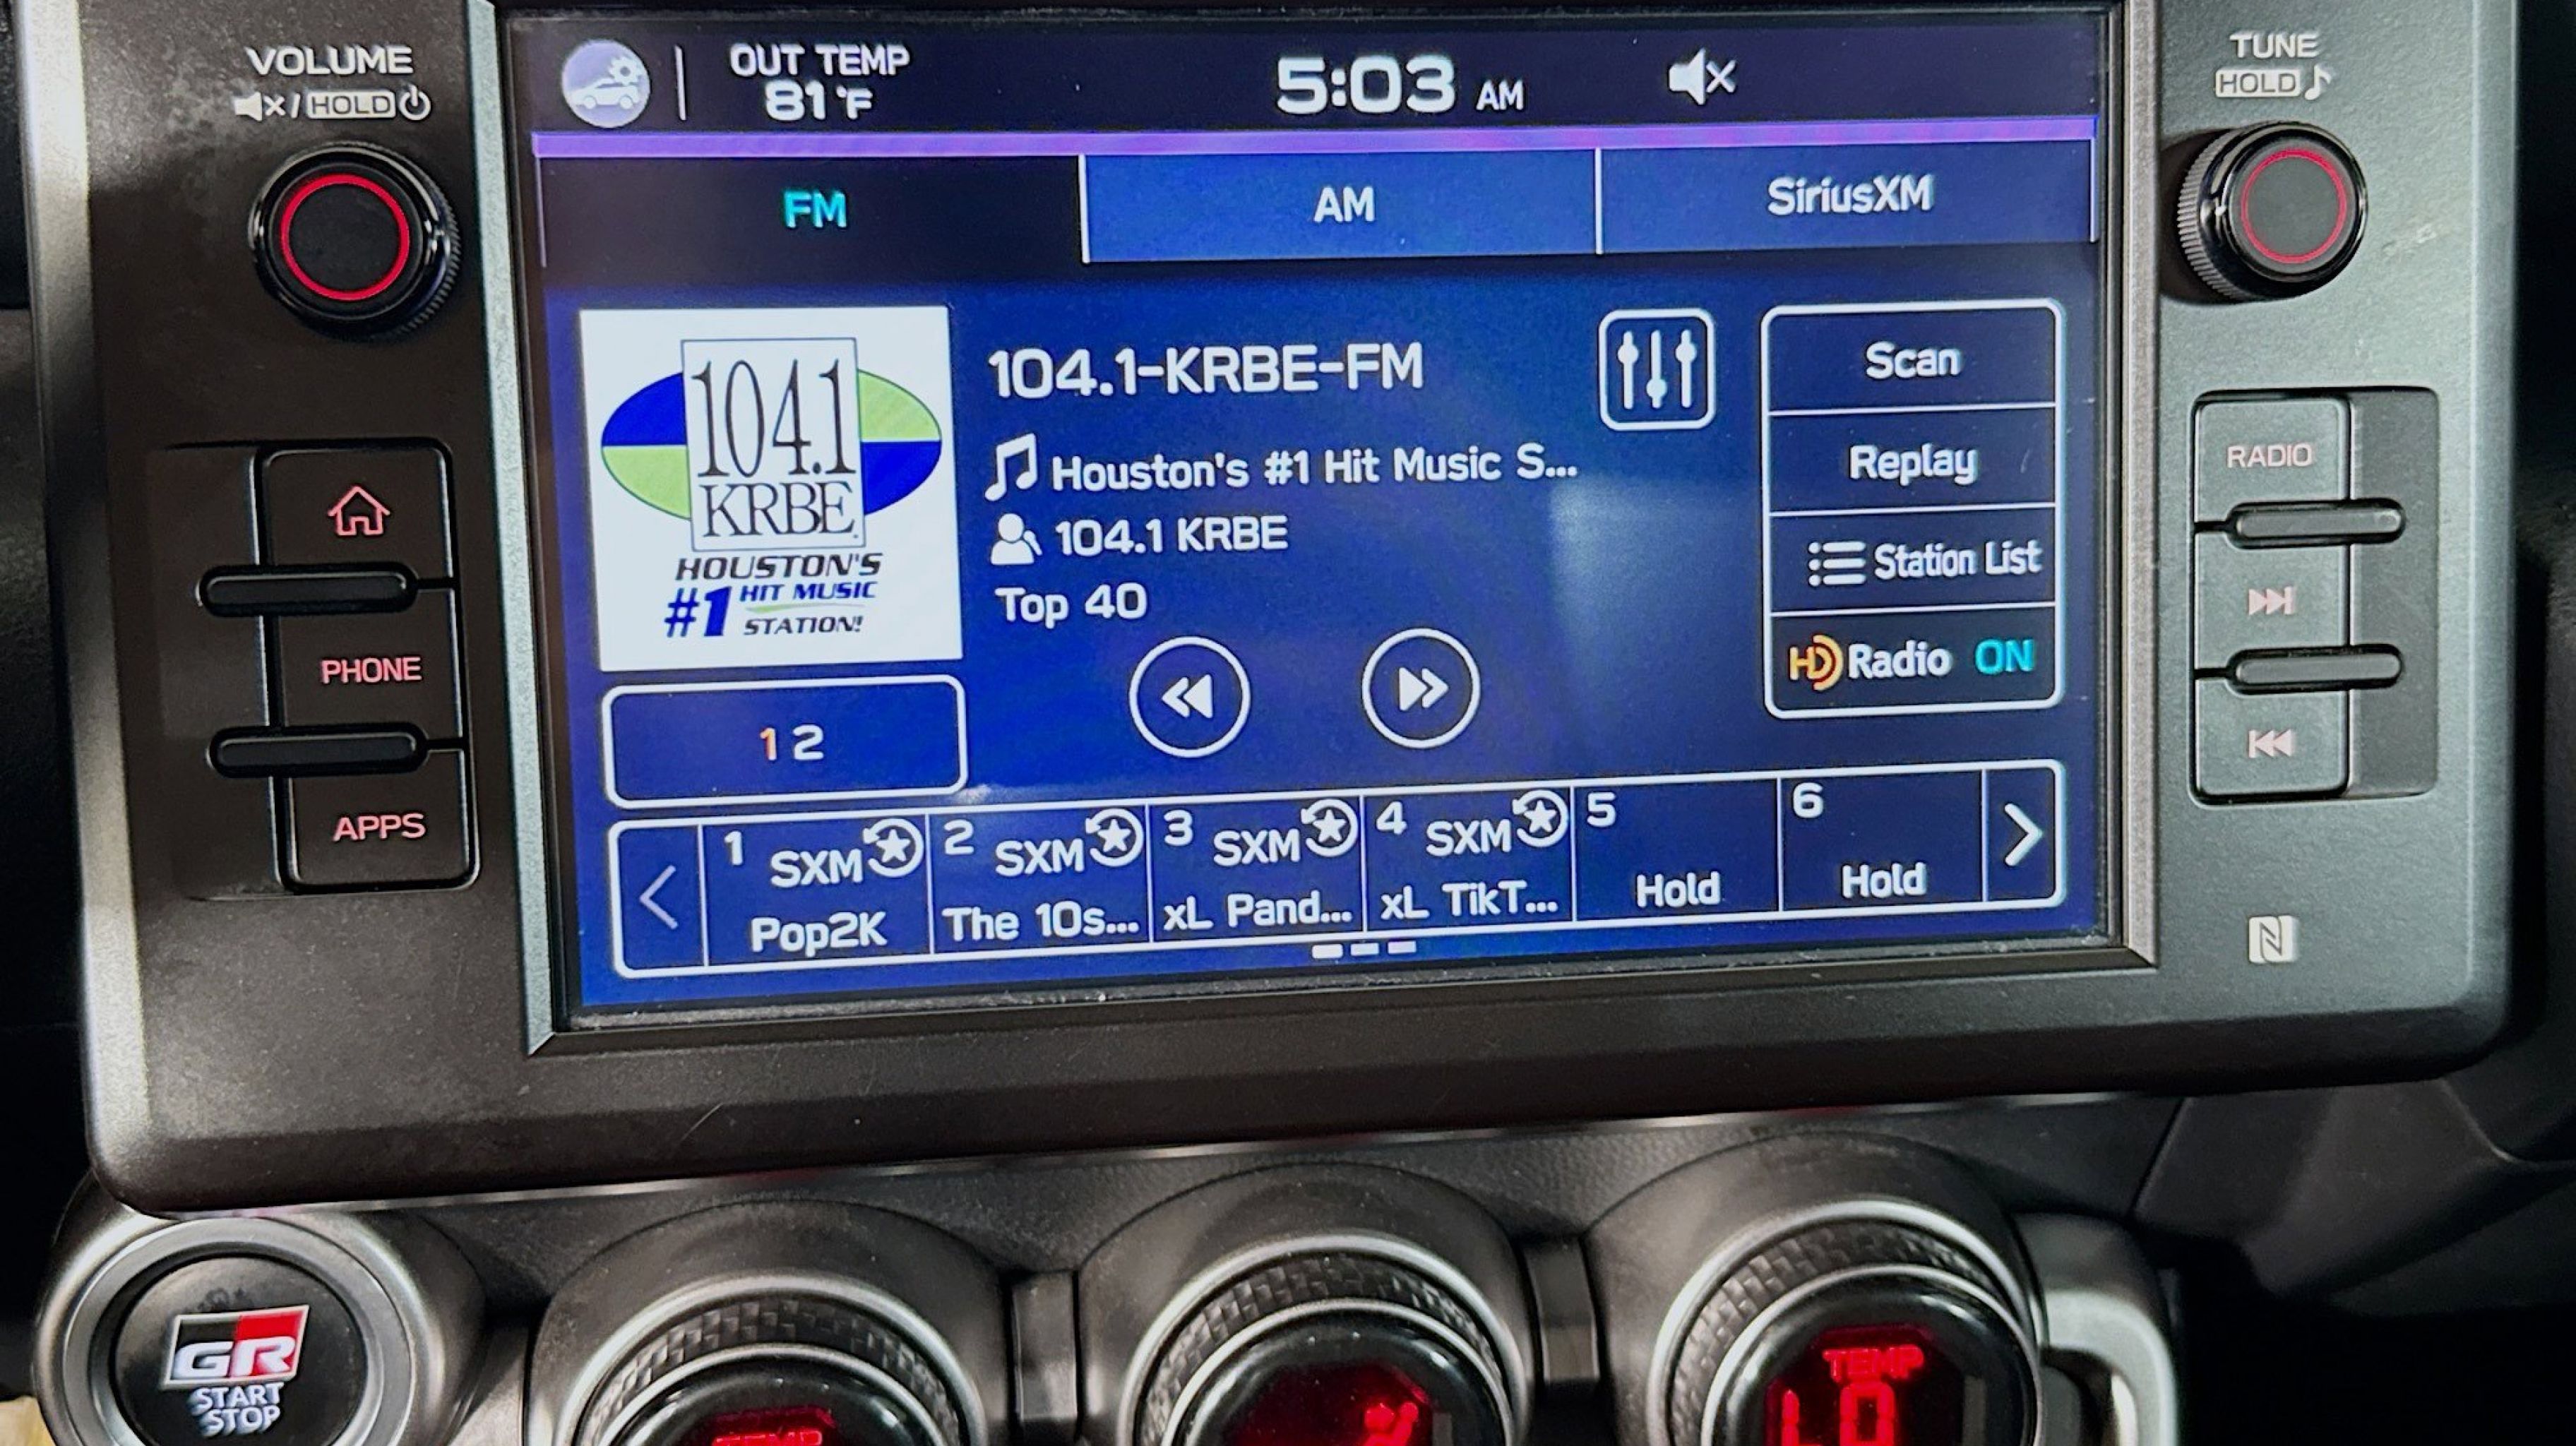 VOLUME
/HOLD
OUT TEMP
81°F
5:03 AM
TUNE
HOLD
FM
AM
SiriusXM
104.1
KRBE
HOUSTON'S
#1 HIT MUSIC
STATION!
104.1-KRBE-FM
Houston's #1 Hit Music S...
104.1 KRBE
Top 40
Scan
Replay
Station List
HD Radio ON
1 2
1 SXM
Pop2K
2 SXM
The 10s...
3 SXM
xL Pand...
4 SXM
xL TikT...
5
Hold
6
Hold
PHONE
APPS
RADIO
GR
START
STOP
TEMP
TEMP
LO